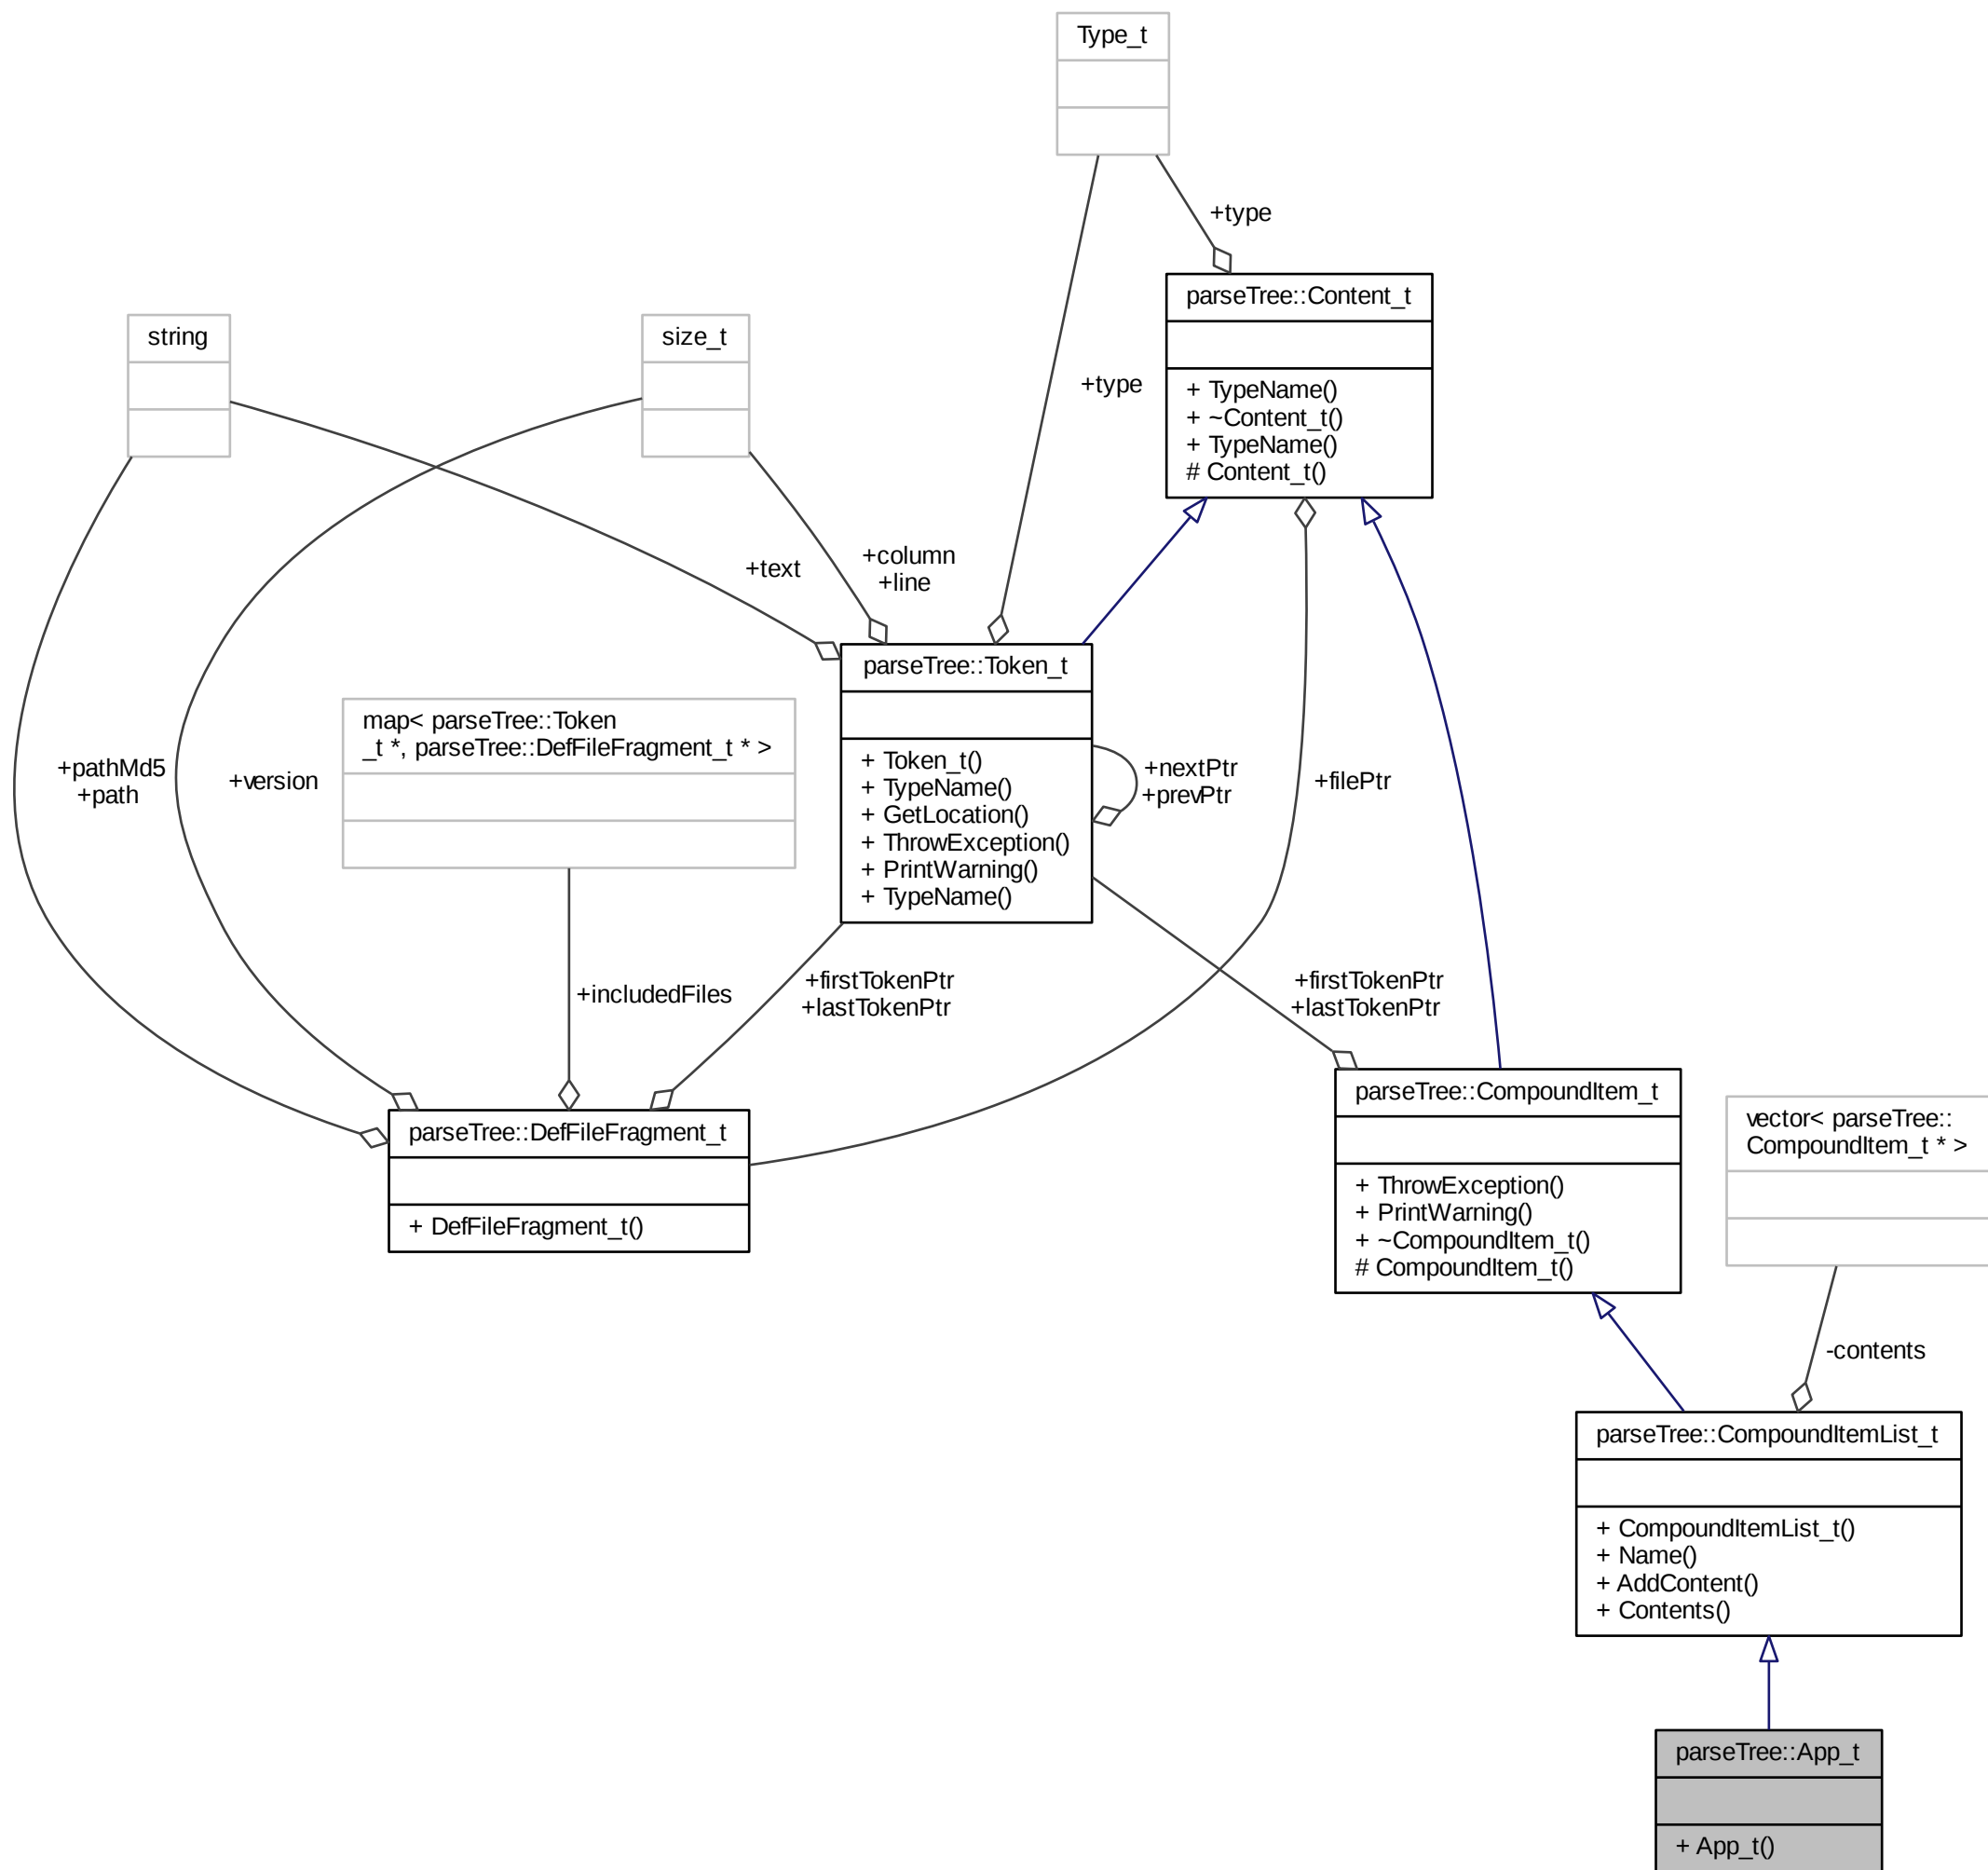 Type_t
+type
parseTree::Content_t
+ TypeName()
+ ~Content_t()
+ TypeName()
# Content_t()
string
size_t
+type
+text
+column
+line
parseTree::Token_t
+ Token_t()
+ TypeName()
+ GetLocation()
+ ThrowException()
+ PrintWarning()
+ TypeName()
map< parseTree::Token
_t *, parseTree::DefFileFragment_t * >
+pathMd5
+path
+version
+nextPtr
+prevPtr
+filePtr
+includedFiles
+firstTokenPtr
+lastTokenPtr
+firstTokenPtr
+lastTokenPtr
parseTree::DefFileFragment_t
+ DefFileFragment_t()
parseTree::CompoundItem_t
+ ThrowException()
+ PrintWarning()
+ ~CompoundItem_t()
# CompoundItem_t()
vector< parseTree::
CompoundItem_t * >
-contents
parseTree::CompoundItemList_t
+ CompoundItemList_t()
+ Name()
+ AddContent()
+ Contents()
parseTree::App_t
+ App_t()